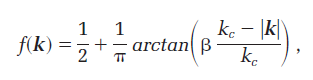 f(k) = 1/2 + 1/π arctan(β (k_c − |k|)/k_c),